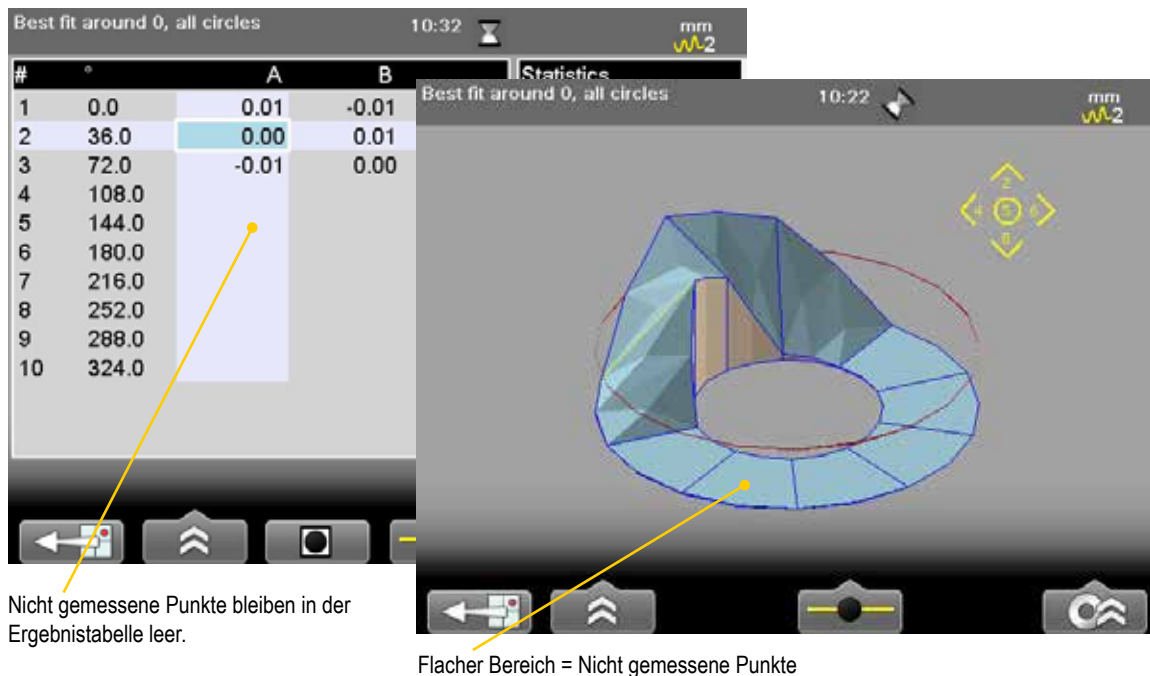 Best fit around 0, all circles 10:32 mm
2
# ° A B Statistics
1 0.0 0.01 -0.01
2 36.0 0.00 0.01
3 72.0 -0.01 0.00
4 108.0
5 144.0
6 180.0
7 216.0
8 252.0
9 288.0
10 324.0
Best fit around 0, all circles 10:22 mm
2
2
4 5 6
8
Nicht gemessene Punkte bleiben in der
Ergebnistabelle leer.
Flacher Bereich = Nicht gemessene Punkte